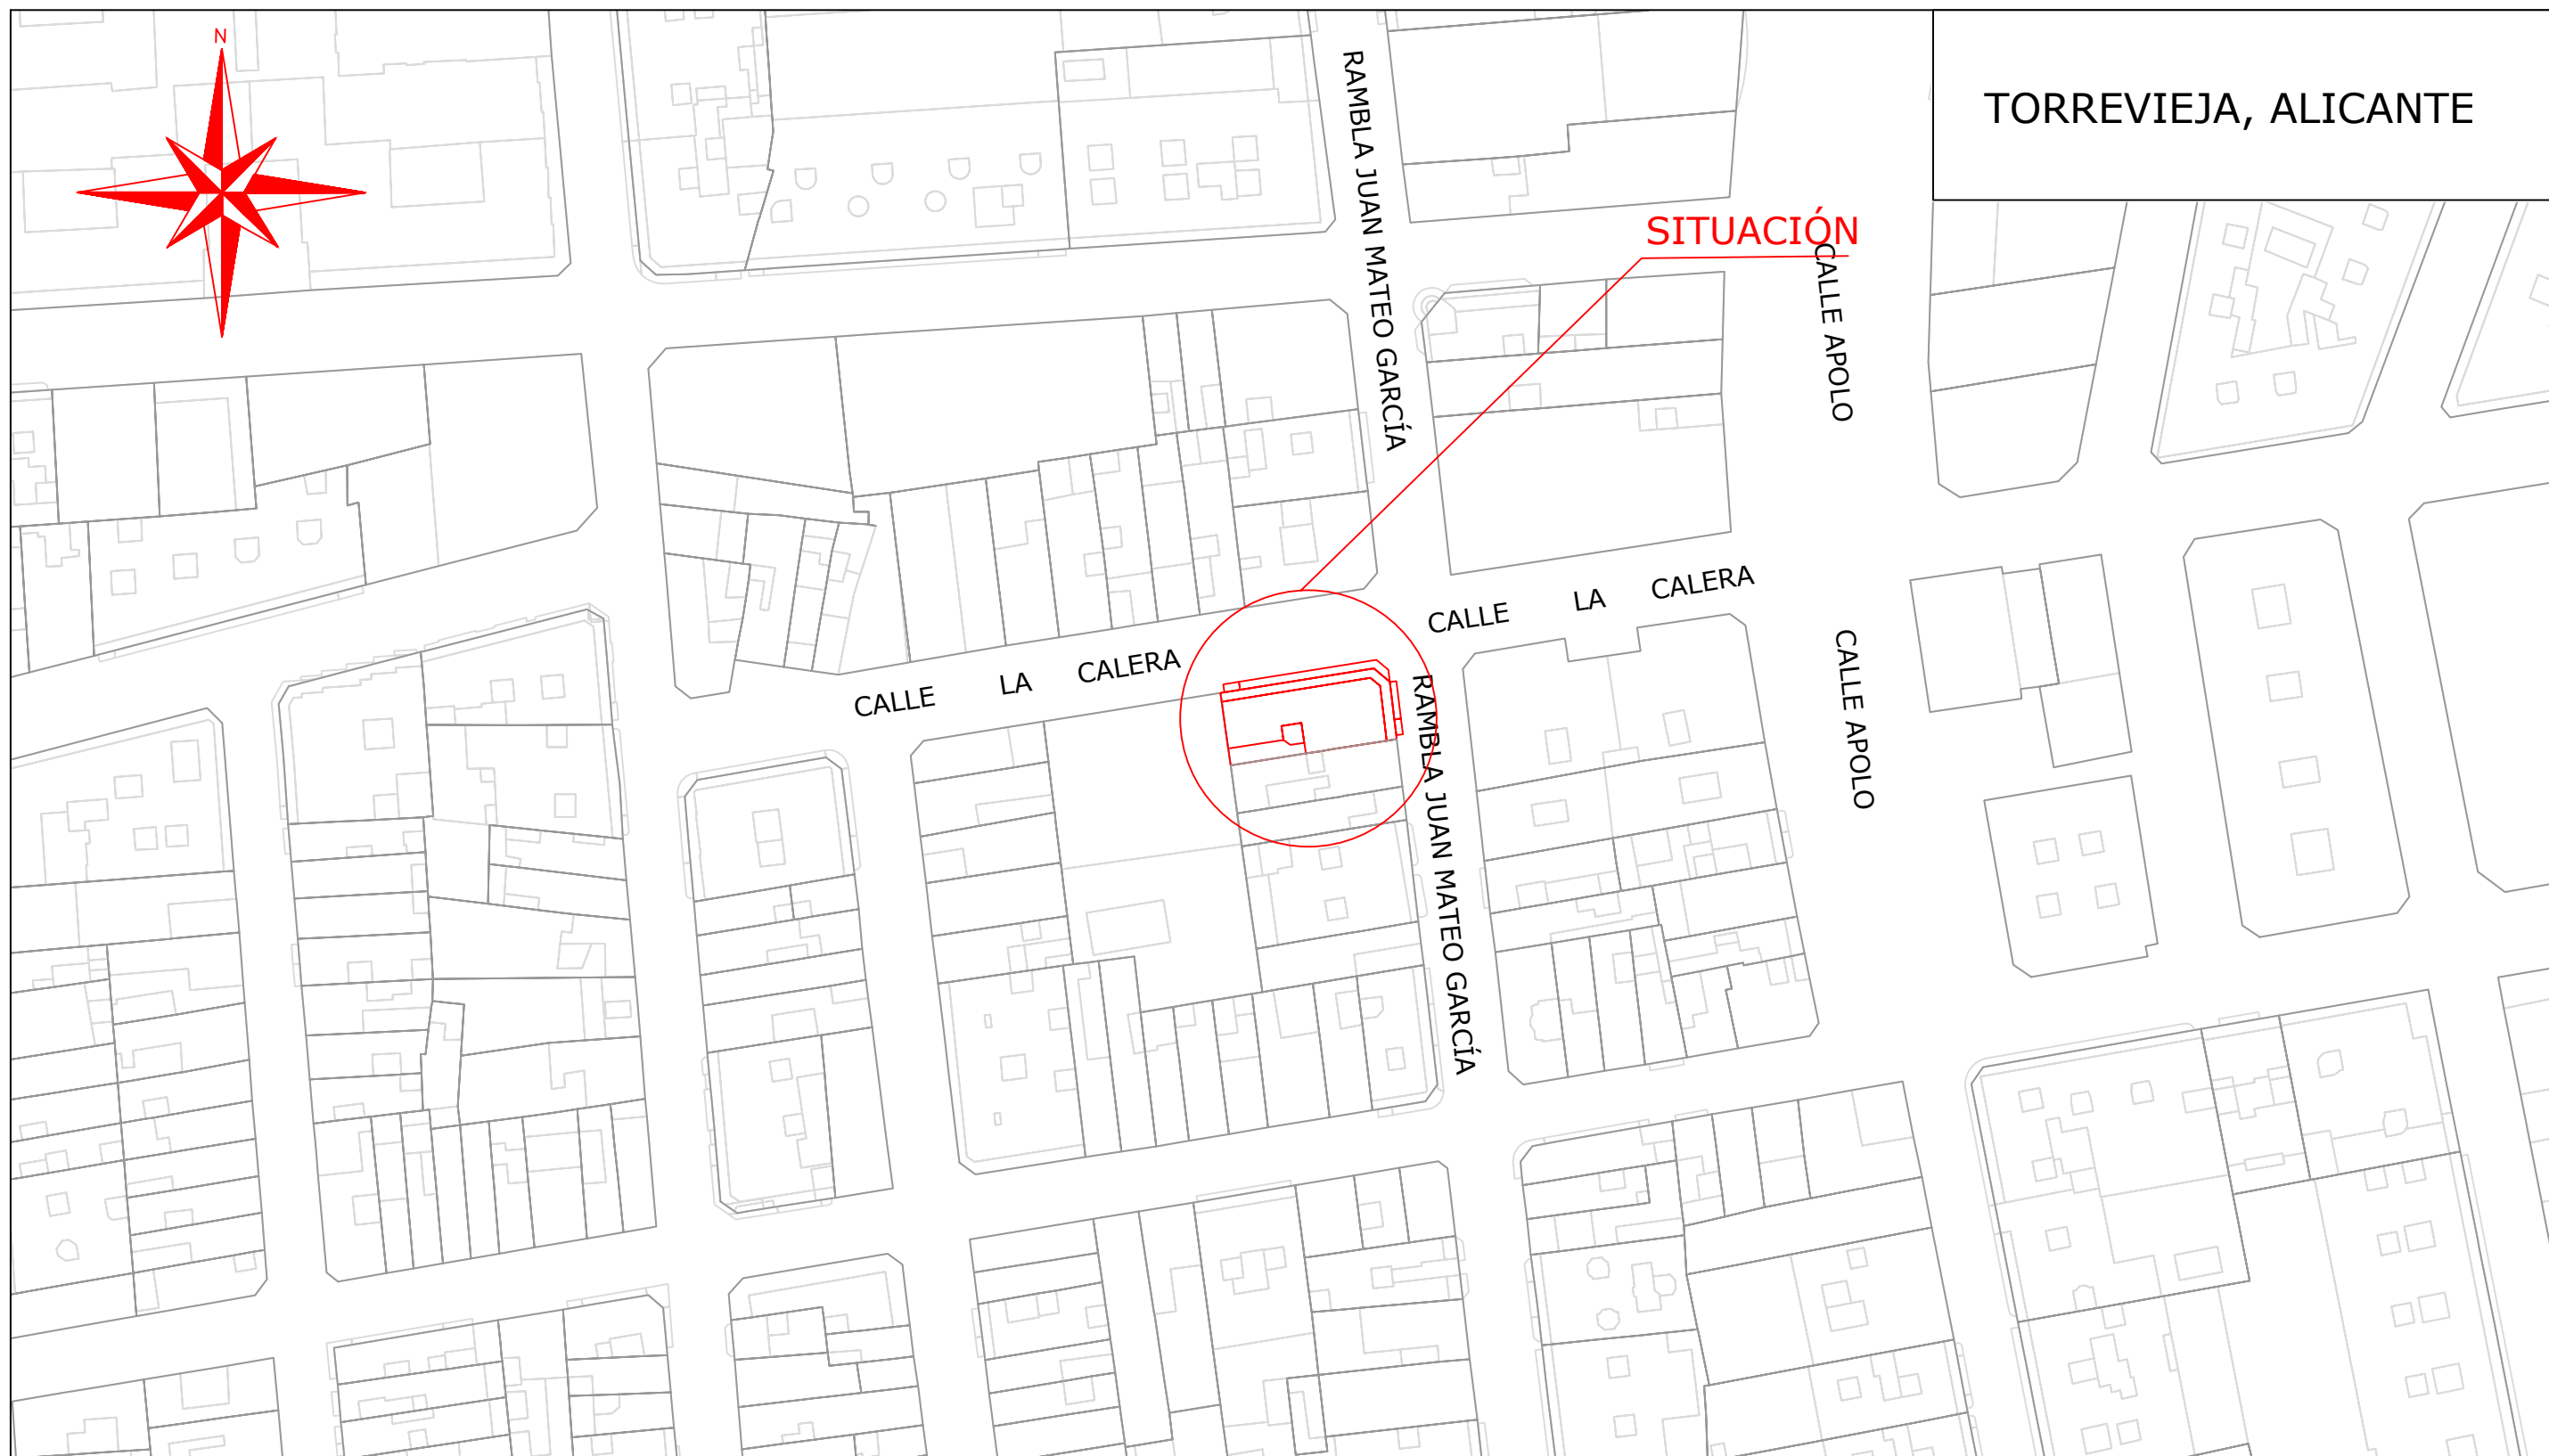 N
RAMBLA JUAN MATEO GARCÍA
TORREVIEJA, ALICANTE
SITUACIÓN
CALLE APOLO
CALLE LA CALERA
CALLE LA CALERA
CALLE APOLO
RAMBLA JUAN MATEO GARCÍA